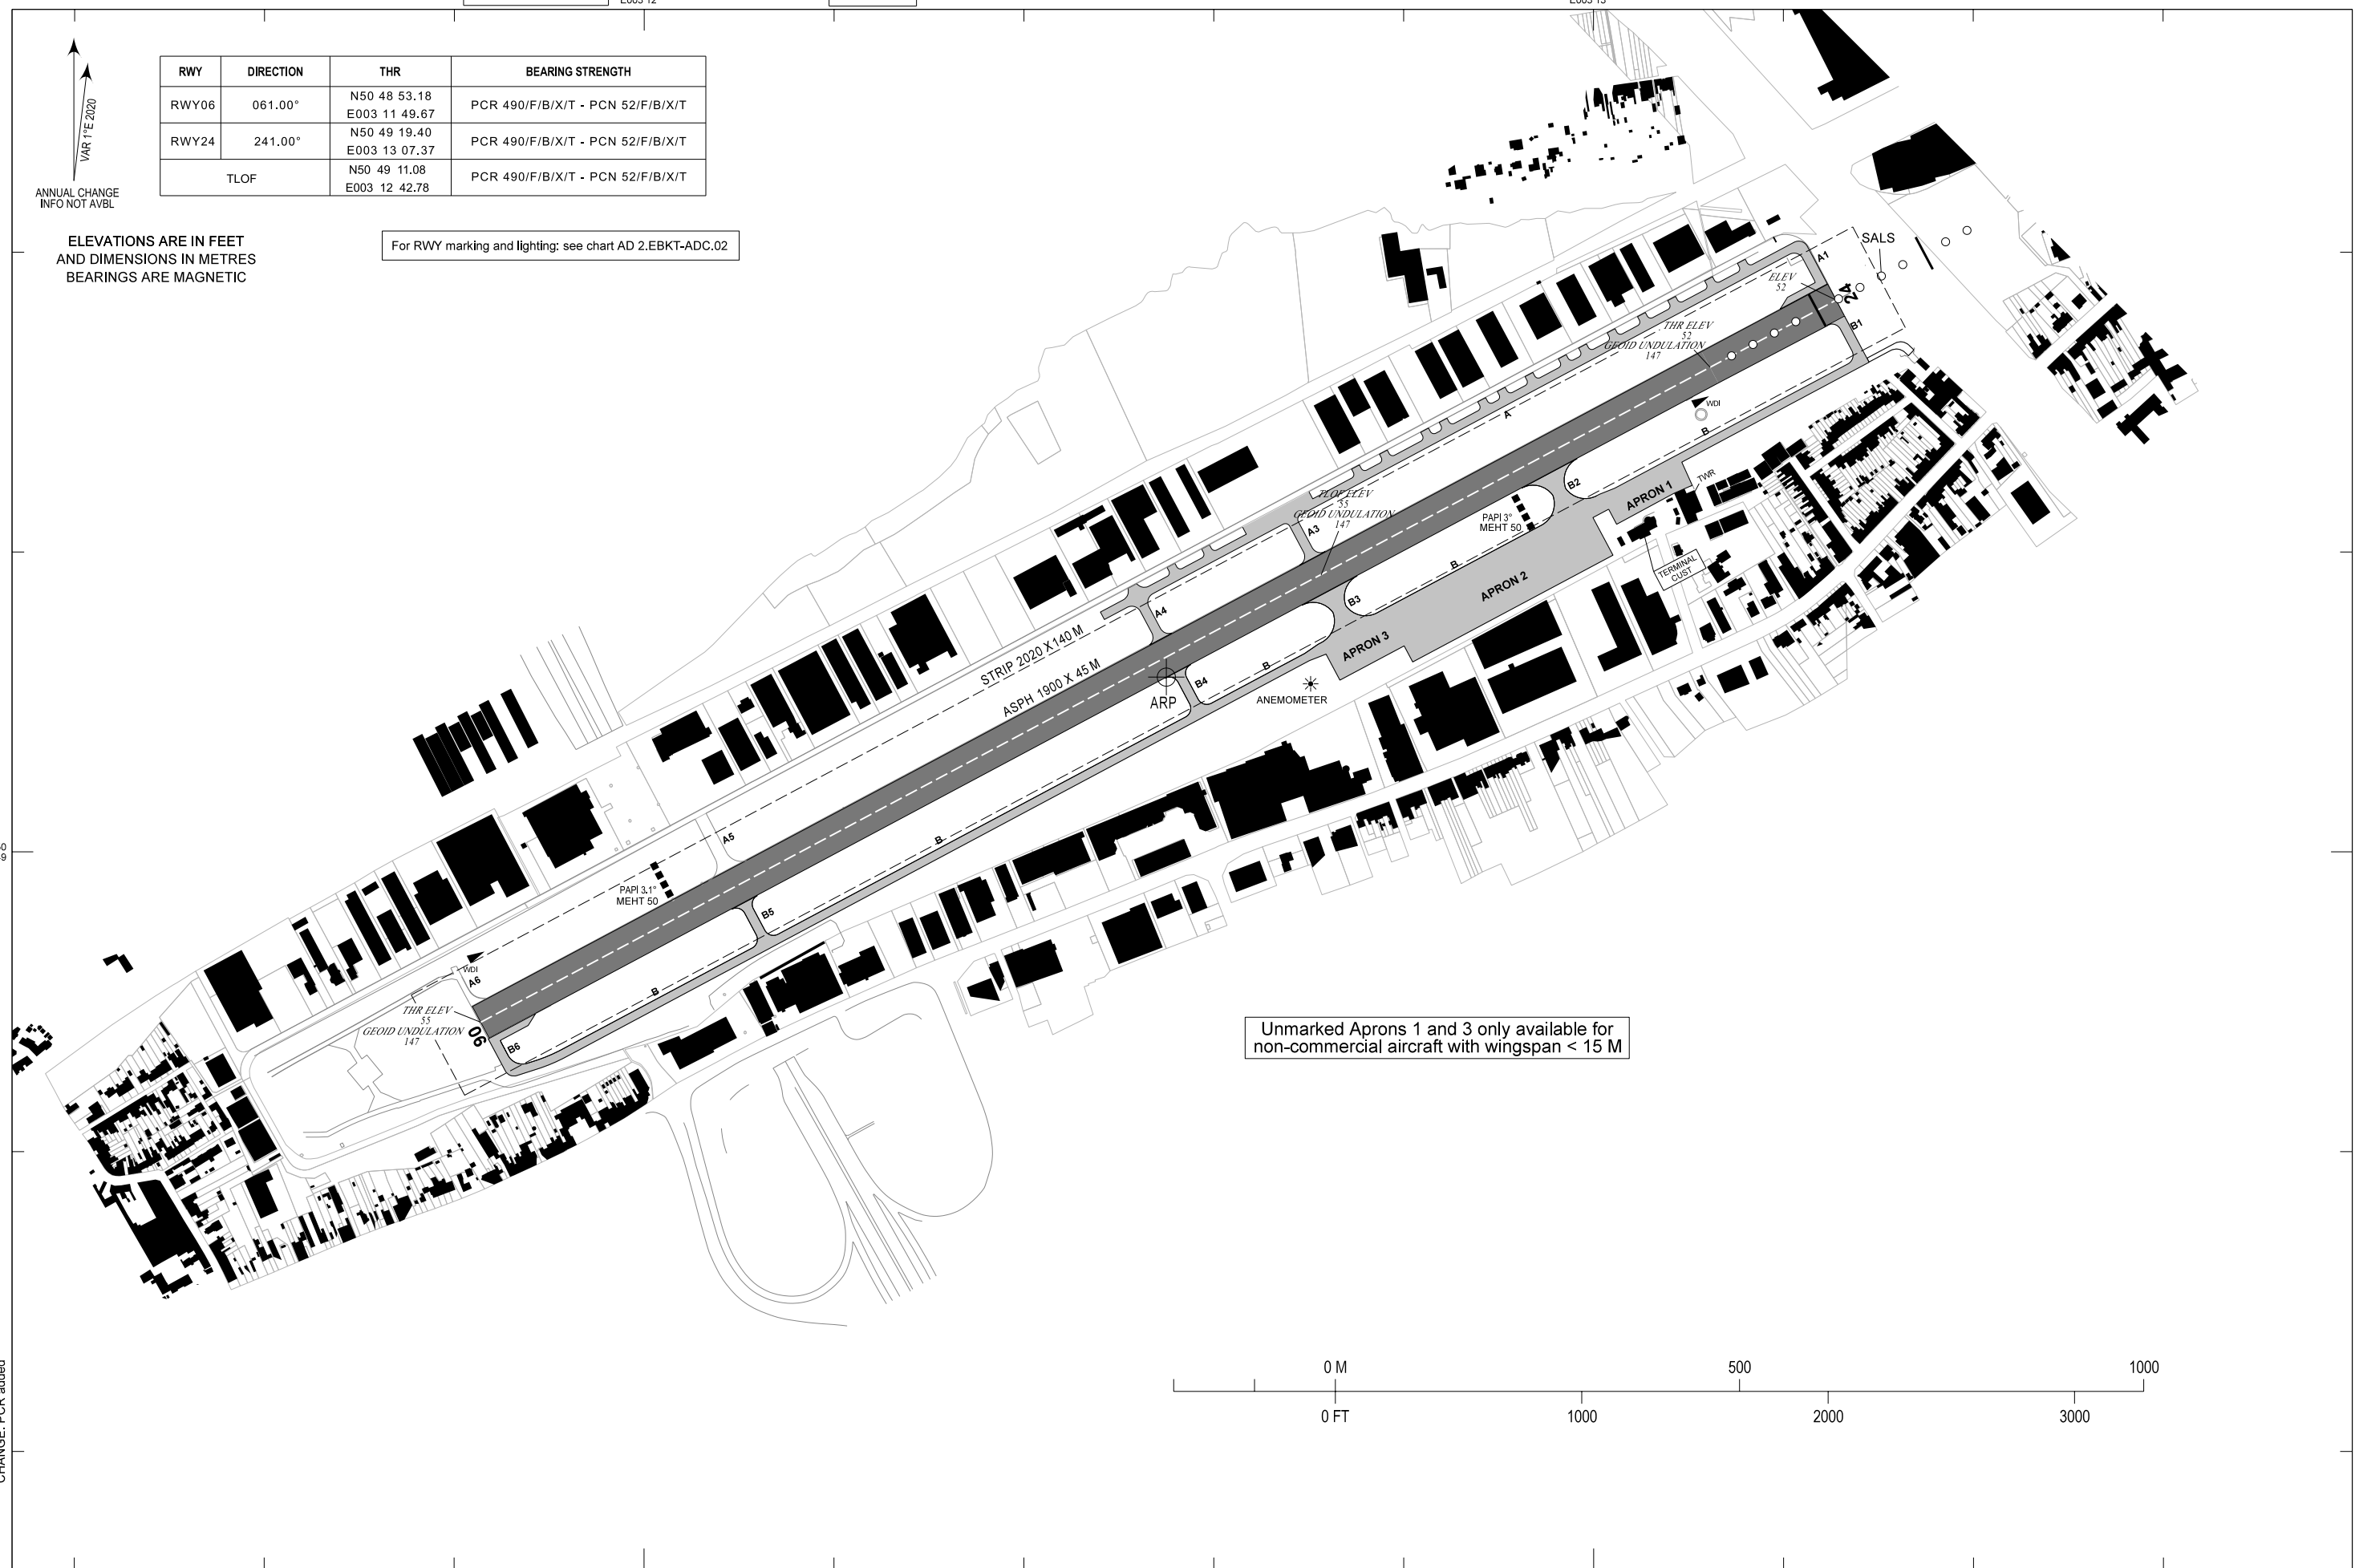 E003 12
E003 13
RWY DIRECTION THR BEARING STRENGTH
RWY06 061.00° N50 48 53.18 E003 11 49.67 PCR 490/F/B/X/T - PCN 52/F/B/X/T
RWY24 241.00° N50 49 19.40 E003 13 07.37 PCR 490/F/B/X/T - PCN 52/F/B/X/T
TLOF N50 49 11.08 E003 12 42.78 PCR 490/F/B/X/T - PCN 52/F/B/X/T
VAR 1°E 2020
ANNUAL CHANGE
INFO NOT AVBL
ELEVATIONS ARE IN FEET
AND DIMENSIONS IN METRES
BEARINGS ARE MAGNETIC
For RWY marking and lighting: see chart AD 2.EBKT-ADC.02
SALS
A1
ELEV
52
24
B1
THR ELEV
52
GEOID UNDULATION
147
WDI
A
B
TWR
B2
APRON 1
TLOF ELEV
55
GEOID UNDULATION
147
A3
PAPI 3°
MEHT 50
TERMINAL
CUST
B
APRON 2
B3
A4
APRON 3
STRIP 2020 X 140 M
ASPH 1900 X 45 M
B
B4
ARP
ANEMOMETER
A5
B
PAPI 3.1°
MEHT 50
B5
WDI
A6
B
THR ELEV
55
GEOID UNDULATION
147
06
B6
Unmarked Aprons 1 and 3 only available for
non-commercial aircraft with wingspan < 15 M
0 M 500 1000
0 FT 1000 2000 3000
CHANGE: PCR added